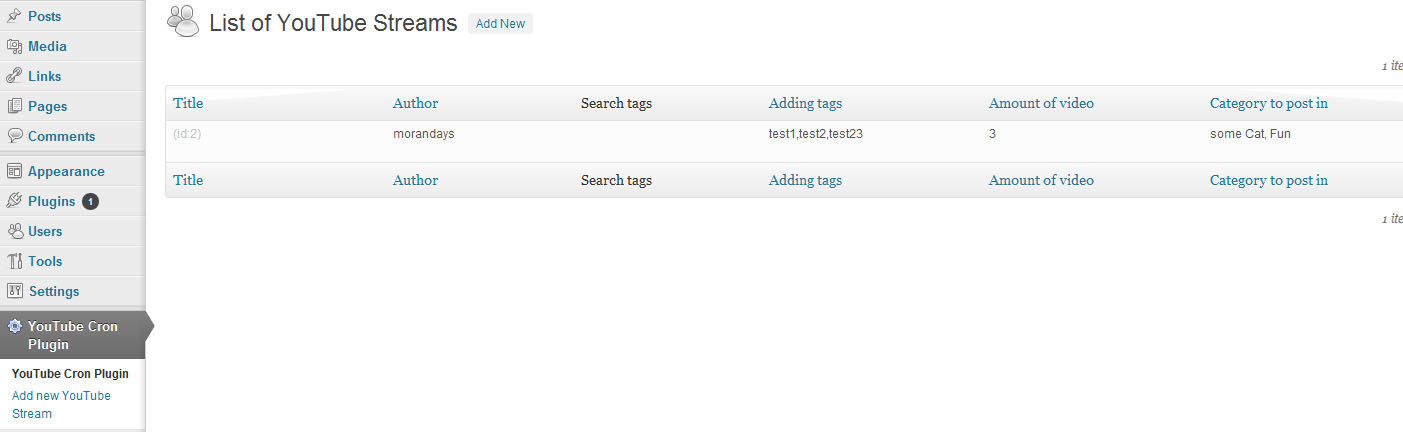 Posts
Media
Links
Pages
Comments
Appearance
Plugins 1
Users
Tools
Settings
YouTube Cron
Plugin
YouTube Cron Plugin
Add new YouTube
Stream
List of YouTube Streams Add New
1 ite
Title Author Search tags Adding tags Amount of video Category to post in
(id:2) morandays test1,test2,test23 3 some Cat, Fun
Title Author Search tags Adding tags Amount of video Category to post in
1 ite